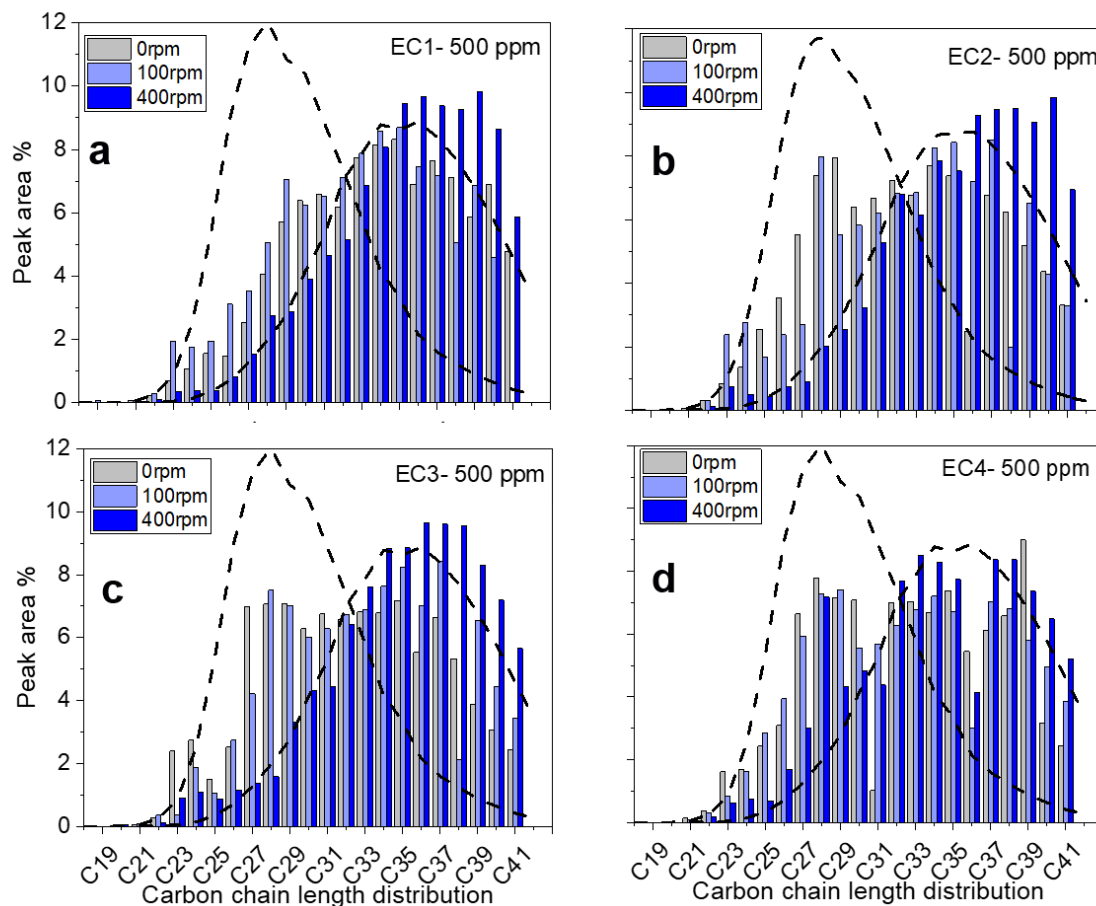 12
10
8
6
4
2
0
Peak area %
0rpm
100rpm
400rpm
EC1- 500 ppm
a
0rpm
100rpm
400rpm
EC2- 500 ppm
b
12
10
8
6
4
2
0
Peak area %
0rpm
100rpm
400rpm
EC3- 500 ppm
c
C19
C21
C23
C25
C27
C29
C31
C33
C35
C37
C39
C41
Carbon chain length distribution
0rpm
100rpm
400rpm
EC4- 500 ppm
d
C19
C21
C23
C25
C27
C29
C31
C33
C35
C37
C39
C41
Carbon chain length distribution